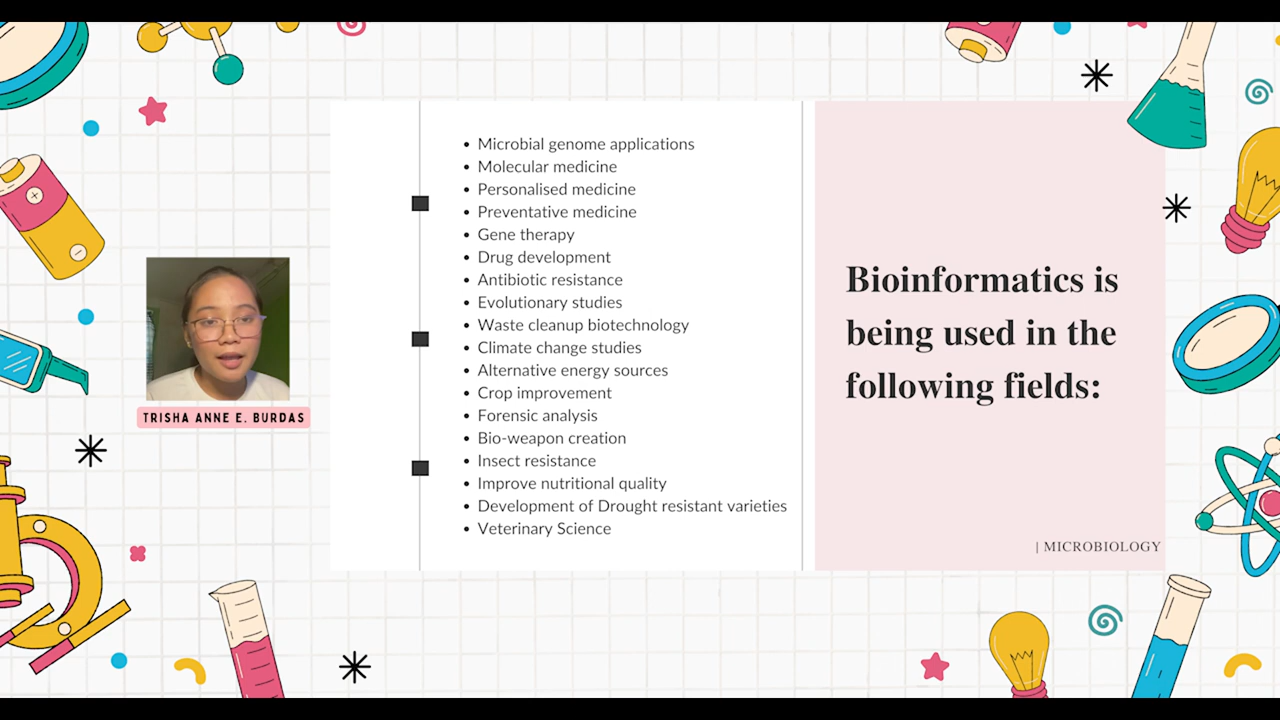 Microbial genome applications
Molecular medicine
Personalised medicine
Preventative medicine
Gene therapy
Drug development
Antibiotic resistance
Evolutionary studies
Waste cleanup biotechnology
Climate change studies
Alternative energy sources
Crop improvement
Forensic analysis
Bio-weapon creation
Insect resistance
Improve nutritional quality
Development of Drought resistant varieties
Veterinary Science
Bioinformatics is
being used in the
following fields:
| MICROBIOLOGY
TRISHA ANNE E. BURDAS